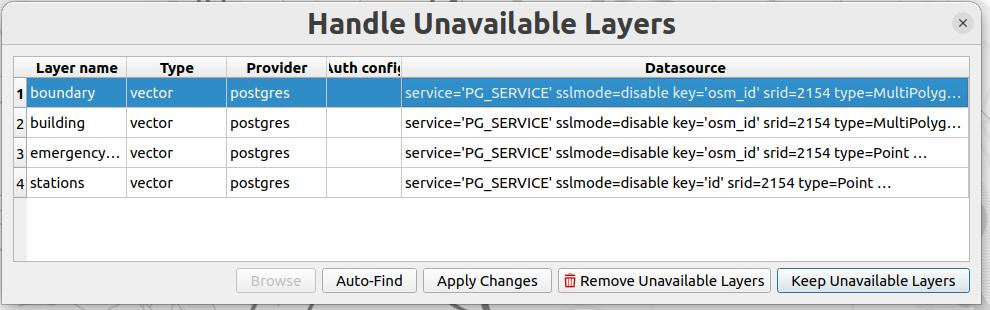 Handle Unavailable Layers
Layer name Type Provider Auth config Datasource
1 boundary vector postgres service='PG_SERVICE' sslmode=disable key='osm_id' srid=2154 type=MultiPolyg…
2 building vector postgres service='PG_SERVICE' sslmode=disable key='osm_id' srid=2154 type=MultiPolyg…
3 emergency… vector postgres service='PG_SERVICE' sslmode=disable key='osm_id' srid=2154 type=Point …
4 stations vector postgres service='PG_SERVICE' sslmode=disable key='id' srid=2154 type=Point …
Browse Auto-Find Apply Changes Remove Unavailable Layers Keep Unavailable Layers